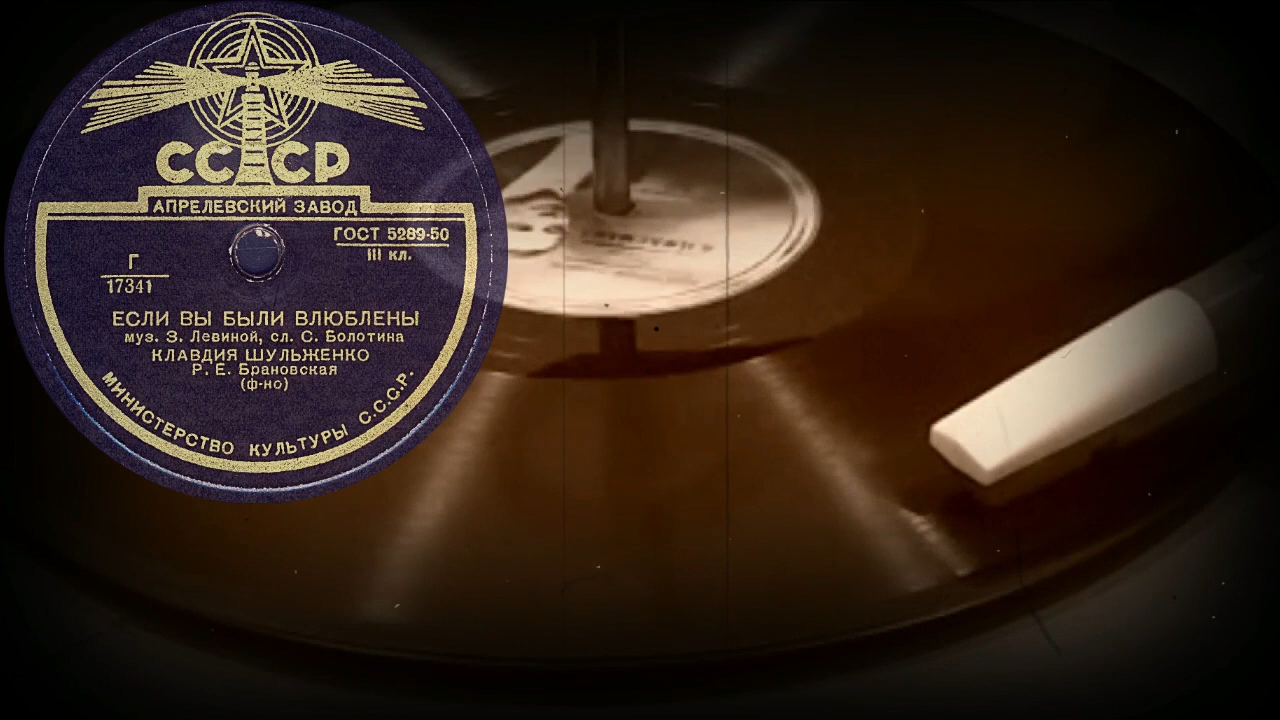 СССР
АПРЕЛЕВСКИЙ ЗАВОД
ГОСТ 5289-50
III кл.
Г
17341
ЕСЛИ ВЫ БЫЛИ ВЛЮБЛЕНЫ
муз. З. Левиной, сл. С. Болотина
КЛАВДИЯ ШУЛЬЖЕНКО
Р. Е. Брановская
(ф-но)
МИНИСТЕРСТВО КУЛЬТУРЫ С.С.С.Р.